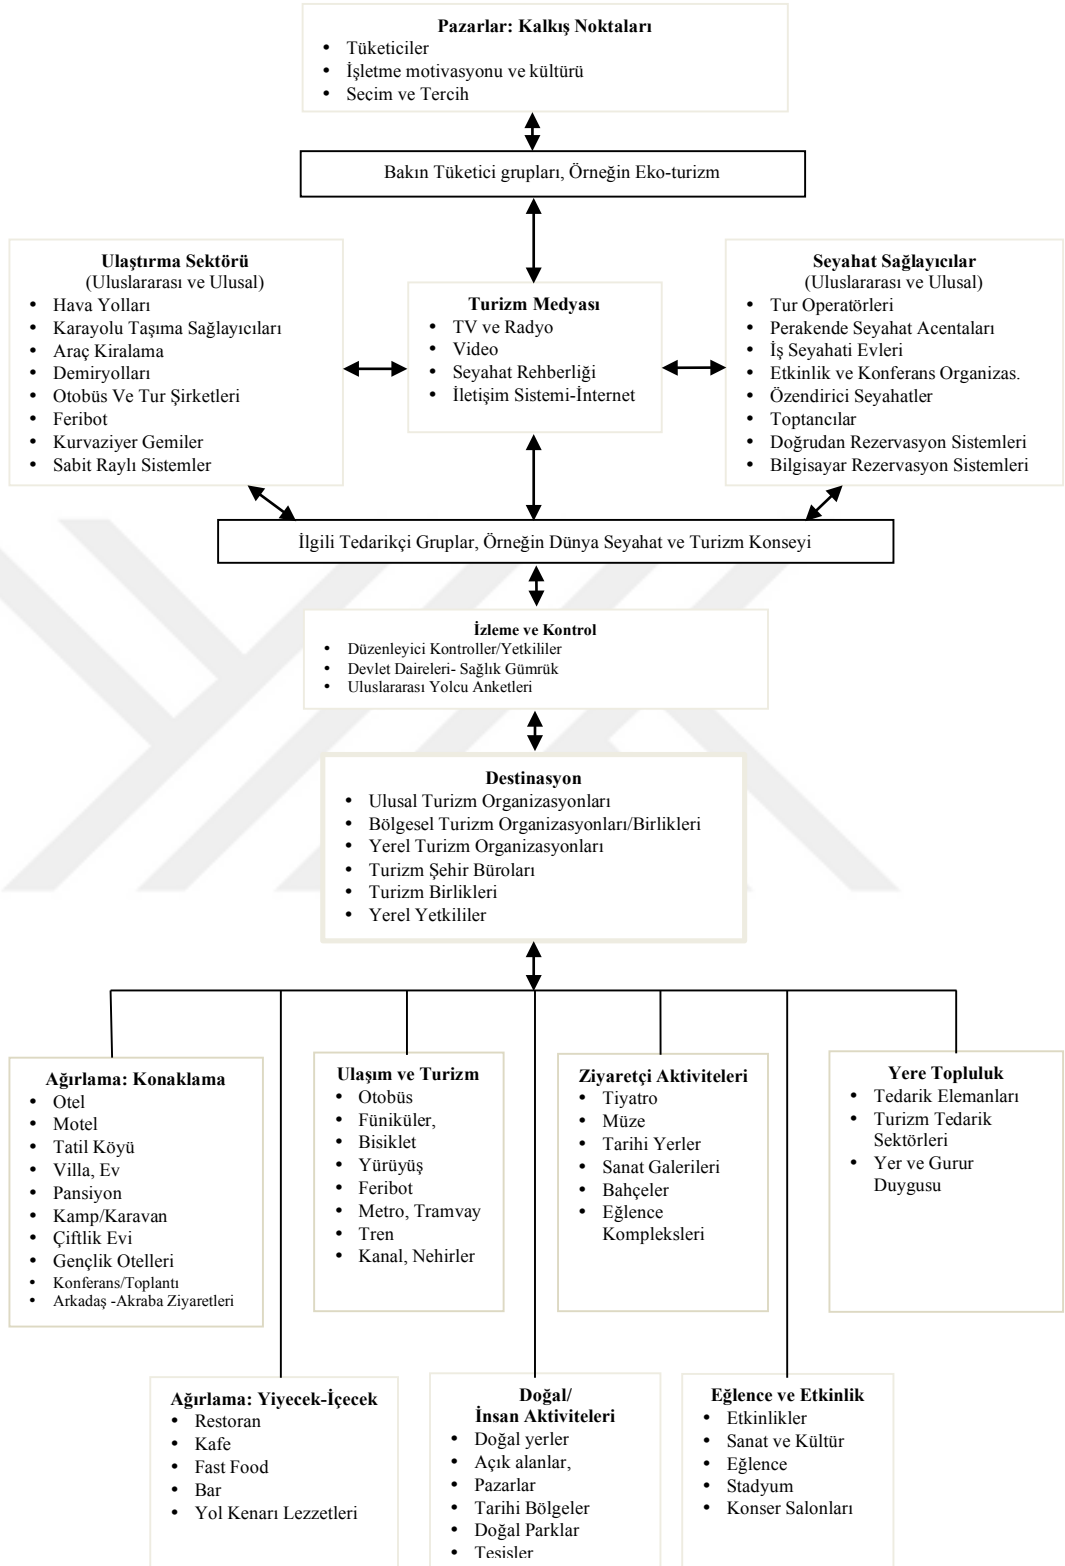 Pazarlar: Kalkış Noktaları
• Tüketiciler
• İşletme motivasyonu ve kültürü
• Secim ve Tercih
Bakın Tüketici grupları, Örneğin Eko-turizm
Ulaştırma Sektörü
(Uluslararası ve Ulusal)
• Hava Yolları
• Karayolu Taşıma Sağlayıcıları
• Araç Kiralama
• Demiryolları
• Otobüs Ve Tur Şirketleri
• Feribot
• Kurvaziyer Gemiler
• Sabit Raylı Sistemler
Turizm Medyası
• TV ve Radyo
• Video
• Seyahat Rehberliği
• İletişim Sistemi-İnternet
Seyahat Sağlayıcılar
(Uluslararası ve Ulusal)
• Tur Operatörleri
• Perakende Seyahat Acentaları
• İş Seyahati Evleri
• Etkinlik ve Konferans Organizas.
• Özendirici Seyahatler
• Toptancılar
• Doğrudan Rezervasyon Sistemleri
• Bilgisayar Rezervasyon Sistemleri
İlgili Tedarikçi Gruplar, Örneğin Dünya Seyahat ve Turizm Konseyi
İzleme ve Kontrol
• Düzenleyici Kontroller/Yetkililer
• Devlet Daireleri- Sağlık Gümrük
• Uluslararası Yolcu Anketleri
Destinasyon
• Ulusal Turizm Organizasyonları
• Bölgesel Turizm Organizasyonları/Birlikleri
• Yerel Turizm Organizasyonları
• Turizm Şehir Büroları
• Turizm Birlikleri
• Yerel Yetkililer
Ağırlama: Konaklama
• Otel
• Motel
• Tatil Köyü
• Villa, Ev
• Pansiyon
• Kamp/Karavan
• Çiftlik Evi
• Gençlik Otelleri
• Konferans/Toplantı
• Arkadaş -Akraba Ziyaretleri
Ulaşım ve Turizm
• Otobüs
• Füniküler,
• Bisiklet
• Yürüyüş
• Feribot
• Metro, Tramvay
• Tren
• Kanal, Nehirler
Ziyaretçi Aktiviteleri
• Tiyatro
• Müze
• Tarihi Yerler
• Sanat Galerileri
• Bahçeler
• Eğlence
Kompleksleri
Yere Topluluk
• Tedarik Elemanları
• Turizm Tedarik
Sektörleri
• Yer ve Gurur
Duygusu
Ağırlama: Yiyecek-İçecek
• Restoran
• Kafe
• Fast Food
• Bar
• Yol Kenarı Lezzetleri
Doğal/
İnsan Aktiviteleri
• Doğal yerler
• Açık alanlar,
• Pazarlar
• Tarihi Bölgeler
• Doğal Parklar
• Tesisler
Eğlence ve Etkinlik
• Etkinlikler
• Sanat ve Kültür
• Eğlence
• Stadyum
• Konser Salonları